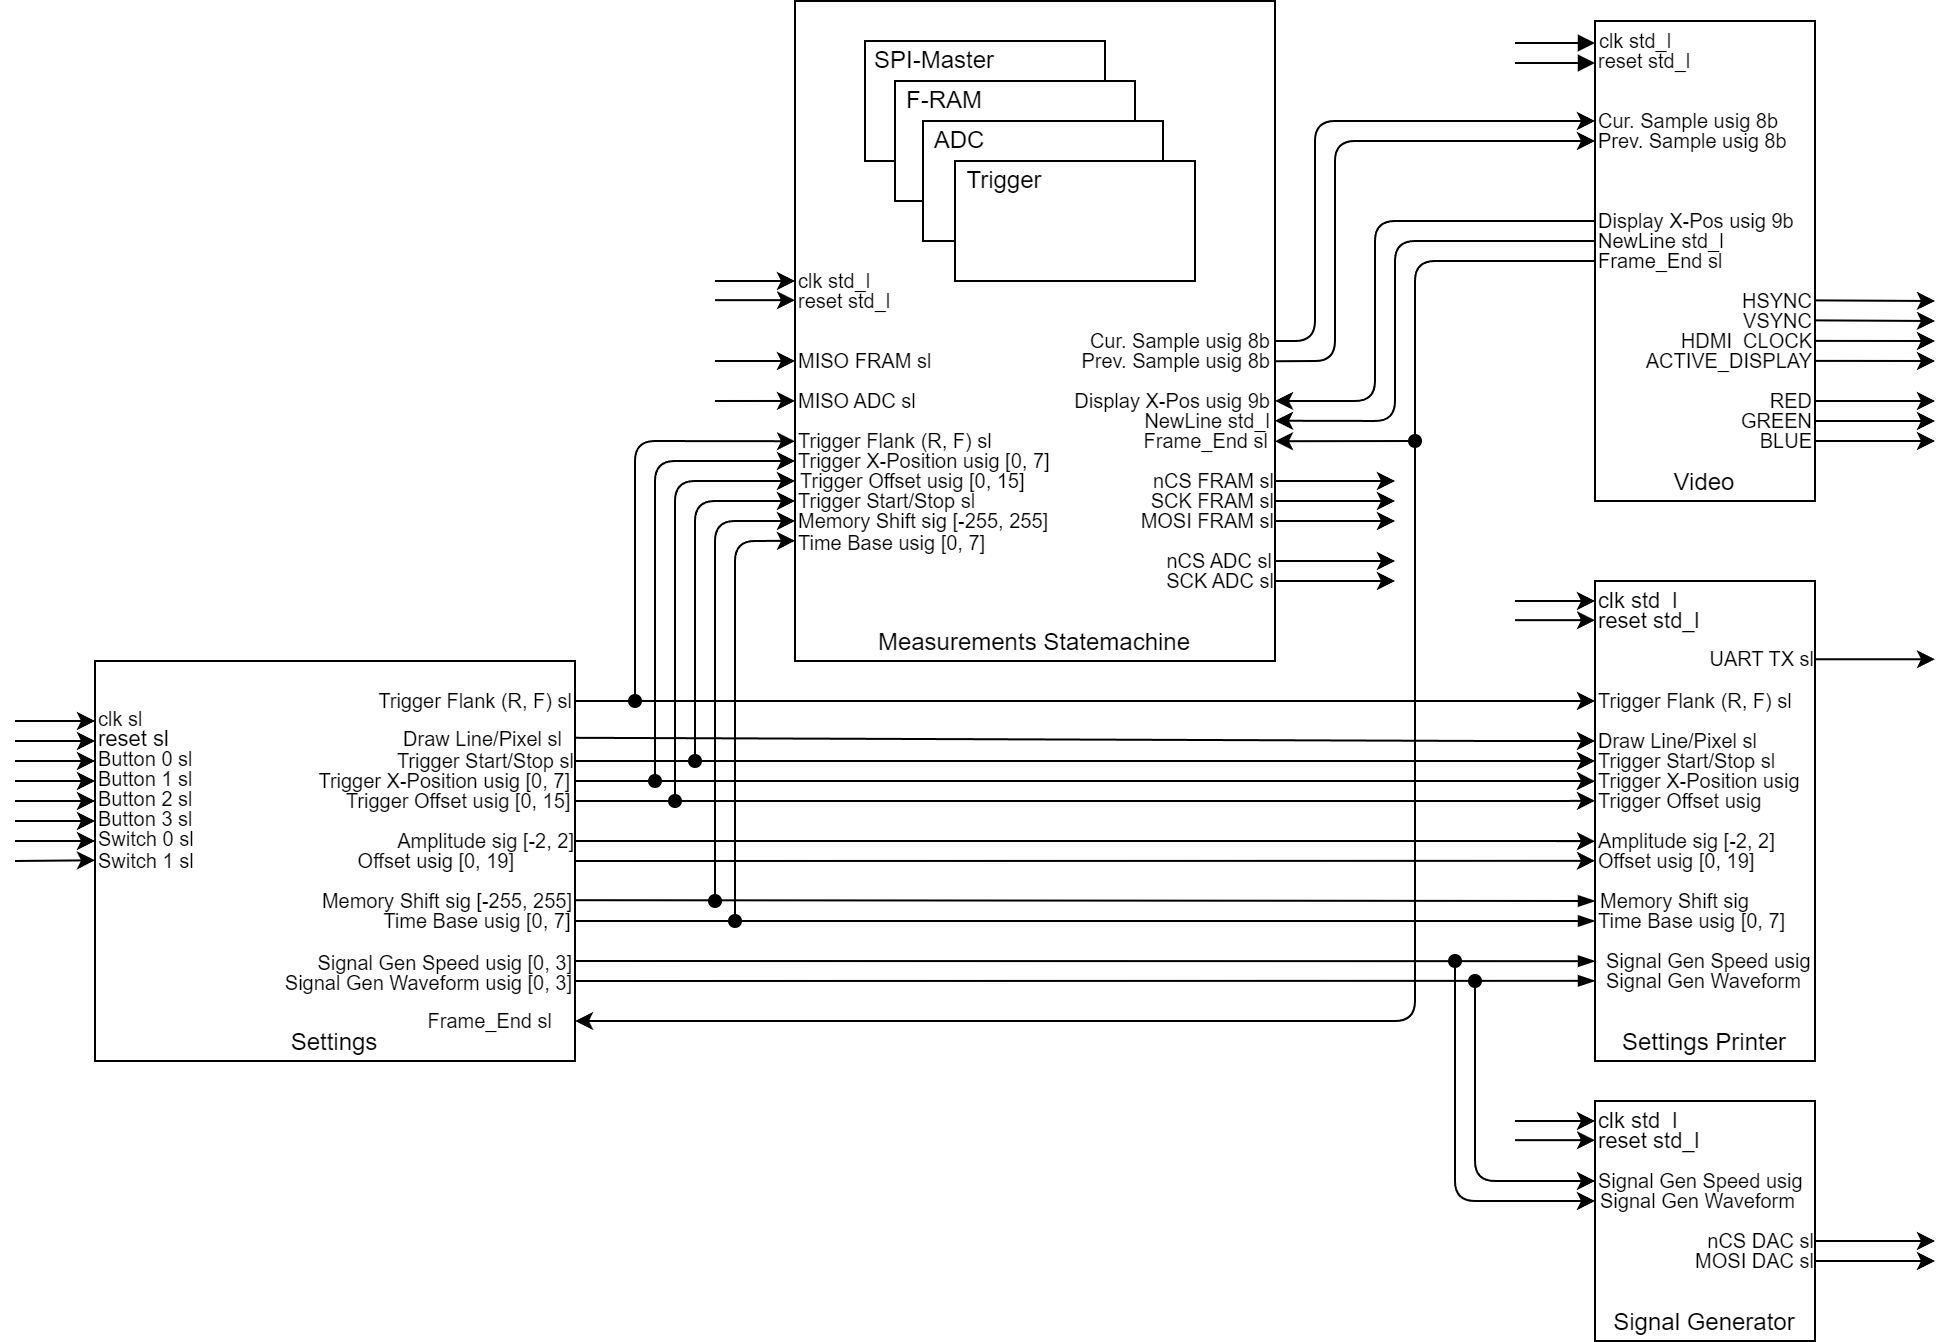 SPI-Master
F-RAM
ADC
Trigger
clk std_l
reset std_l
MISO FRAM sl
MISO ADC sl
Trigger Flank (R, F) sl
Trigger X-Position usig [0, 7]
Trigger Offset usig [0, 15]
Trigger Start/Stop sl
Memory Shift sig [-255, 255]
Time Base usig [0, 7]
Cur. Sample usig 8b
Prev. Sample usig 8b
Display X-Pos usig 9b
NewLine std_l
Frame_End sl
nCS FRAM sl
SCK FRAM sl
MOSI FRAM sl
nCS ADC sl
SCK ADC sl
Measurements Statemachine
clk std_l
reset std_l
Cur. Sample usig 8b
Prev. Sample usig 8b
Display X-Pos usig 9b
NewLine std_l
Frame_End sl
HSYNC
VSYNC
HDMI_CLOCK
ACTIVE_DISPLAY
RED
GREEN
BLUE
Video
clk sl
reset sl
Button 0 sl
Button 1 sl
Button 2 sl
Button 3 sl
Switch 0 sl
Switch 1 sl
Trigger Flank (R, F) sl
Draw Line/Pixel sl
Trigger Start/Stop sl
Trigger X-Position usig [0, 7]
Trigger Offset usig [0, 15]
Amplitude sig [-2, 2]
Offset usig [0, 19]
Memory Shift sig [-255, 255]
Time Base usig [0, 7]
Signal Gen Speed usig [0, 3]
Signal Gen Waveform usig [0, 3]
Frame_End sl
Settings
clk std_l
reset std_l
UART TX sl
Trigger Flank (R, F) sl
Draw Line/Pixel sl
Trigger Start/Stop sl
Trigger X-Position usig
Trigger Offset usig
Amplitude sig [-2, 2]
Offset usig [0, 19]
Memory Shift sig
Time Base usig [0, 7]
Signal Gen Speed usig
Signal Gen Waveform
Settings Printer
clk std_l
reset std_l
Signal Gen Speed usig
Signal Gen Waveform
nCS DAC sl
MOSI DAC sl
Signal Generator